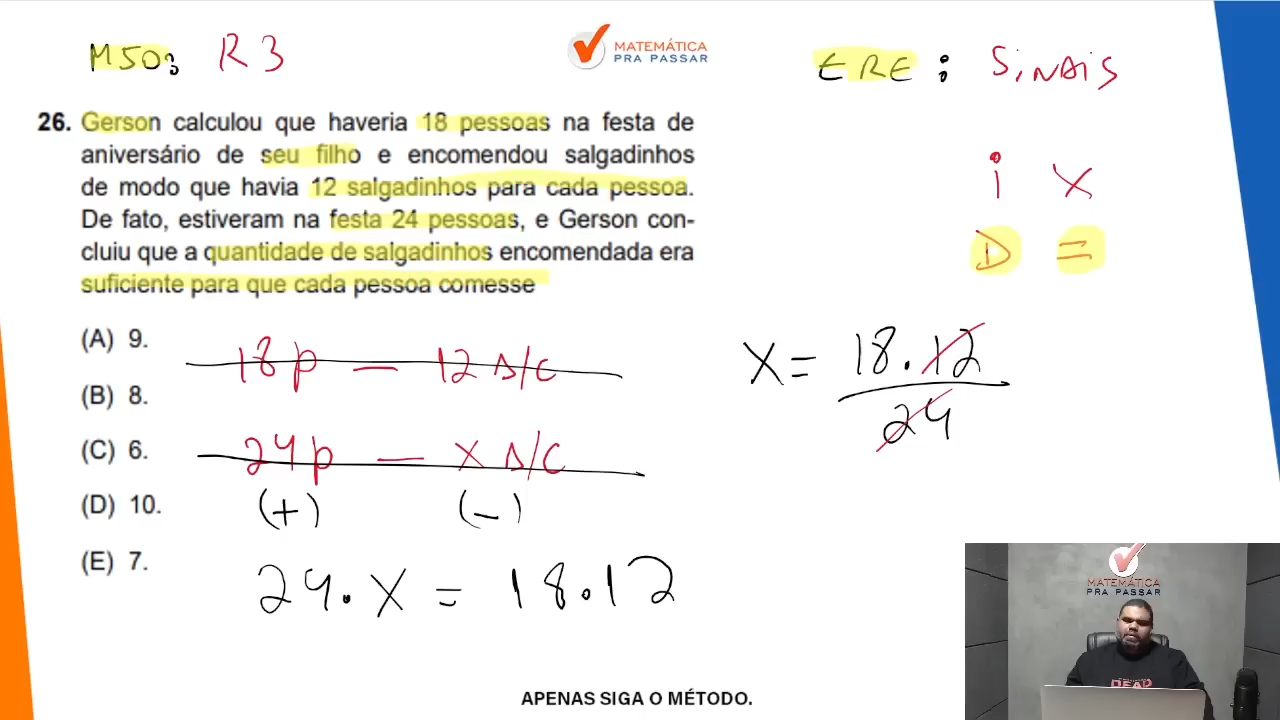 M50: R3
MATEMÁTICA
PRA PASSAR
ERE: SiNAiS
26. Gerson calculou que haveria 18 pessoas na festa de
aniversário de seu filho e encomendou salgadinhos
de modo que havia 12 salgadinhos para cada pessoa.
De fato, estiveram na festa 24 pessoas, e Gerson con-
cluiu que a quantidade de salgadinhos encomendada era
suficiente para que cada pessoa comesse
i X
D =
(A) 9.
(B) 8.
(C) 6.
(D) 10.
(E) 7.
18p — 12 s/c
24p — x s/c
(+) (-)
24.x = 18.12
X = 18.12
24
MATEMÁTICA
PRA PASSAR
DEAD
APENAS SIGA O MÉTODO.